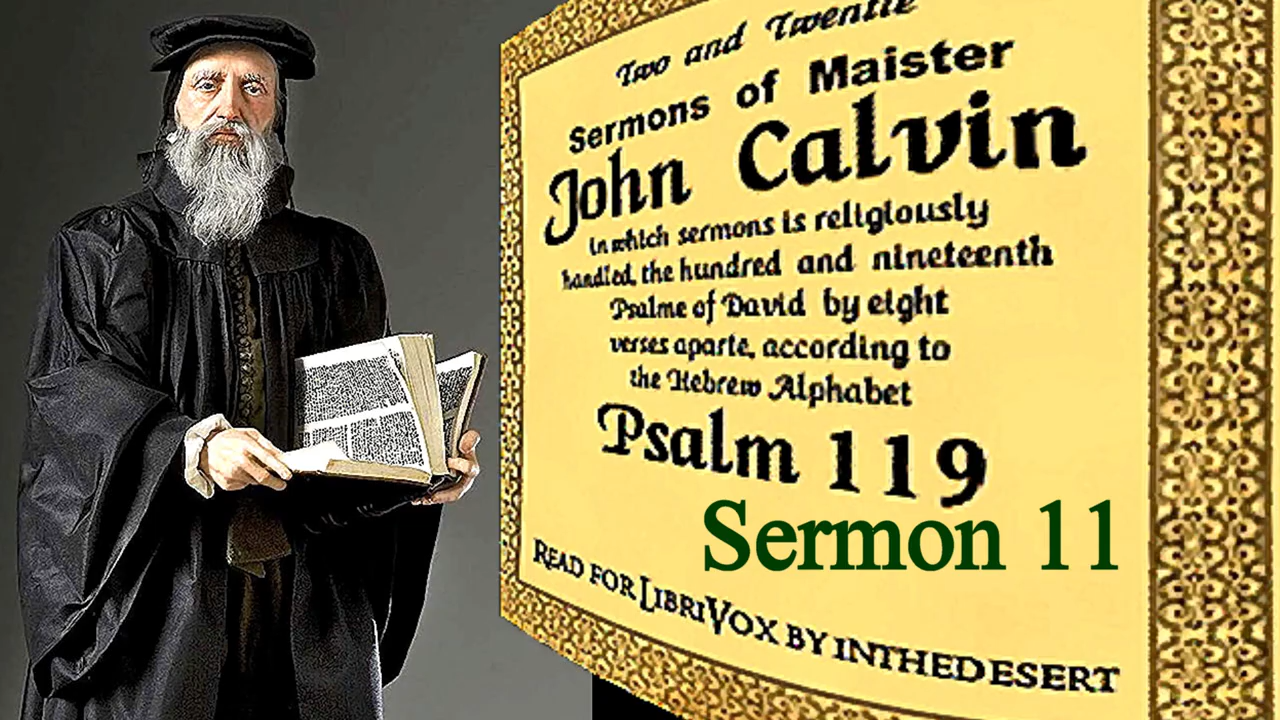 Two and Twentie
Sermons of Maister
John Calvin
in which sermons is religiously
handled, the hundred and nineteenth
Psalme of David by eight
verses aparte, according to
the Hebrew Alphabet
Psalm 119
Sermon 11
READ FOR LIBRIVOX BY INTHEDESERT